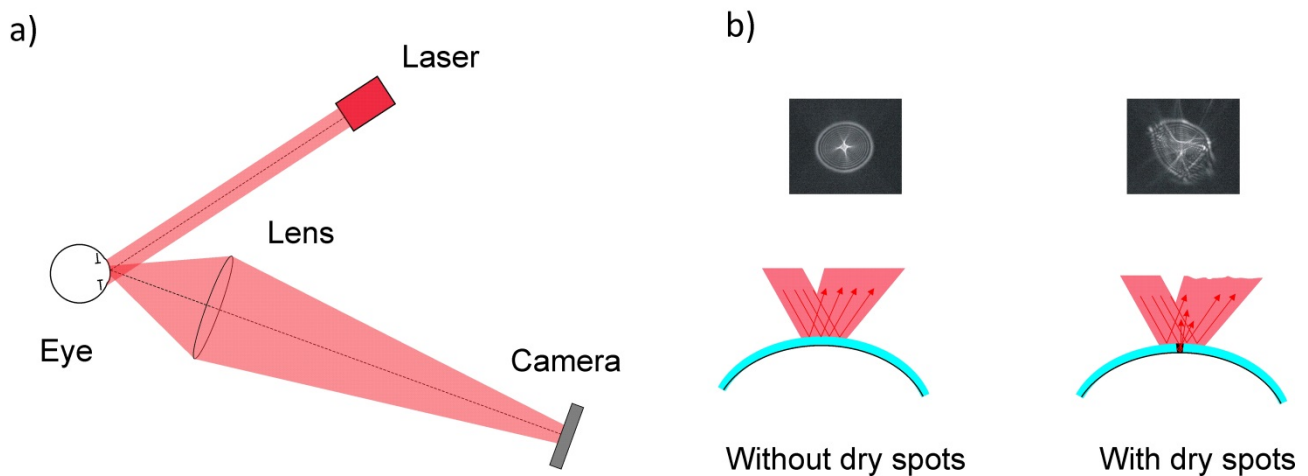 a)
Laser
Lens
Eye
Camera
b)
Without dry spots
With dry spots